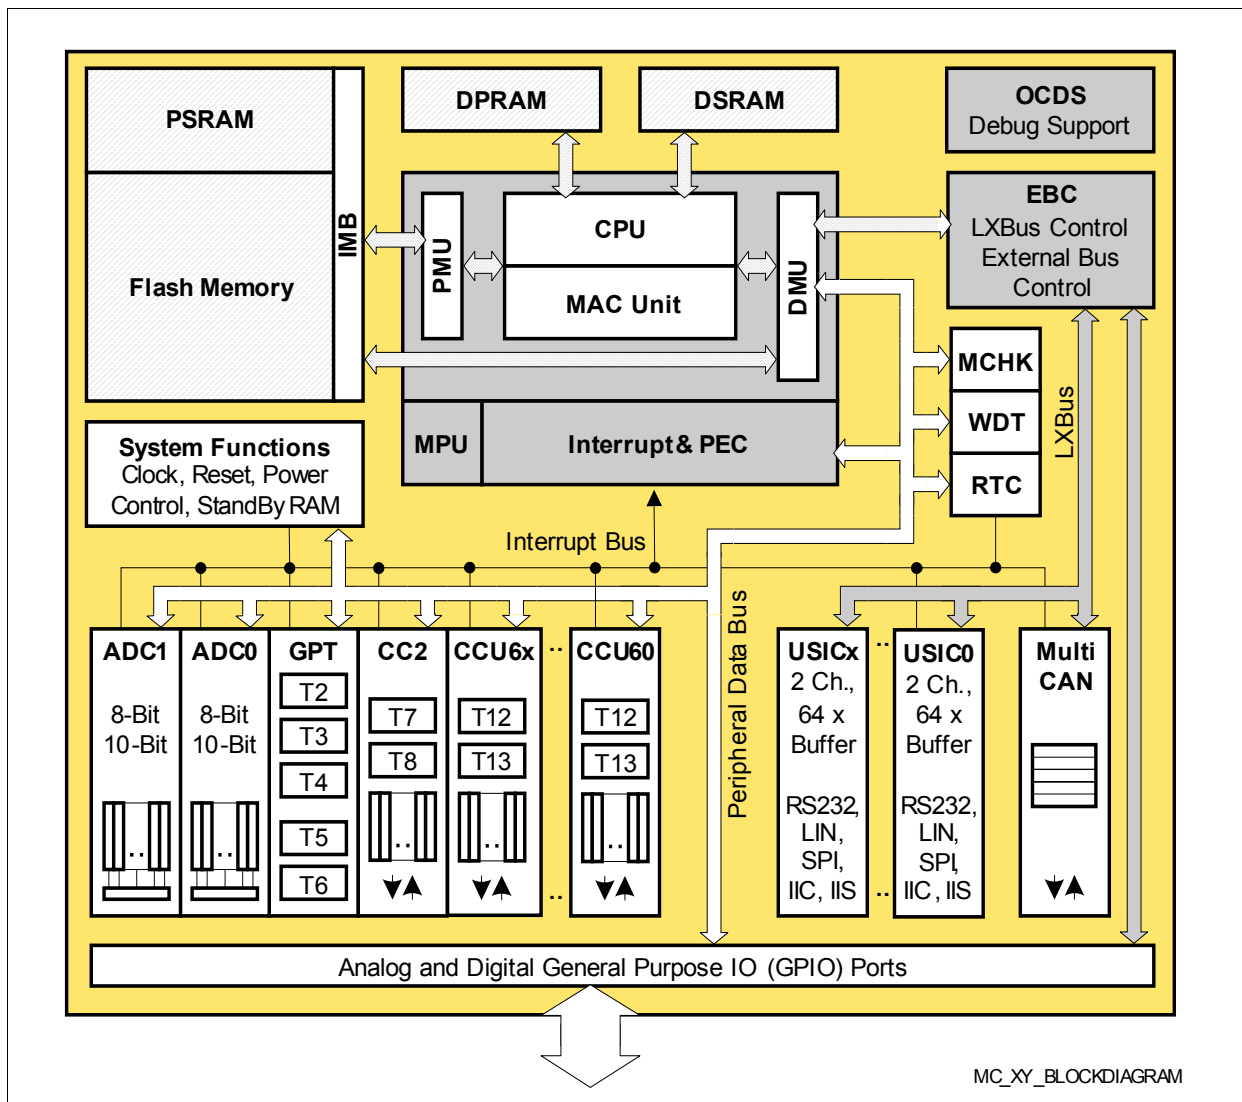 PSRAM
Flash Memory
IMB
DPRAM
DSRAM
OCDS
Debug Support
EBC
LXBus Control
External Bus
Control
PMU
CPU
MAC Unit
DMU
MPU
Interrupt & PEC
MCHK
WDT
RTC
LXBus
System Functions
Clock, Reset, Power
Control, StandBy RAM
Interrupt Bus
Peripheral Data Bus
ADC1
8-Bit
10-Bit
..
ADC0
8-Bit
10-Bit
..
GPT
T2
T3
T4
T5
T6
CC2
T7
T8
..
CCU6x
T12
T13
..
..
..
CCU60
T12
T13
..
USICx
2 Ch.,
64 x
Buffer
RS232,
LIN,
SPI,
IIC, IIS
..
..
USIC0
2 Ch.,
64 x
Buffer
RS232,
LIN,
SPI,
IIC, IIS
Multi
CAN
Analog and Digital General Purpose IO (GPIO) Ports
MC_XY_BLOCKDIAGRAM